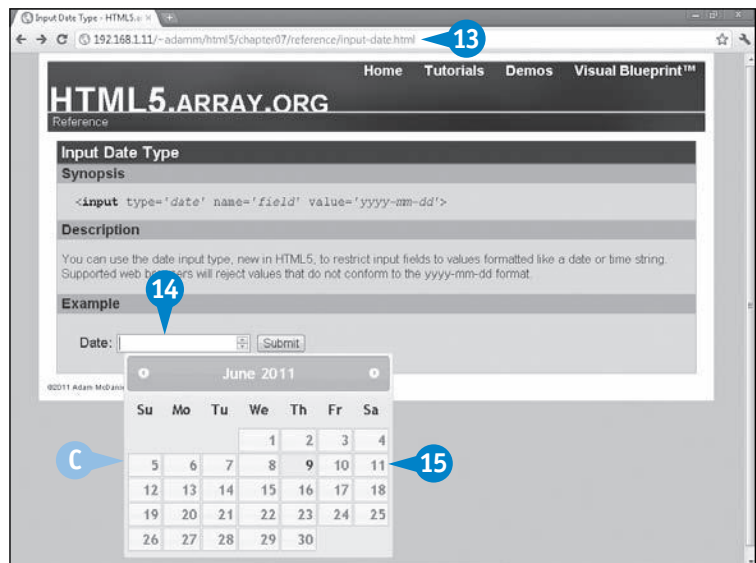 Input Date Type - HTML5.a
192.168.1.11/~adamm/html5/chapter07/reference/input-date.html
13
Home Tutorials Demos Visual Blueprint™
HTML5.ARRAY.ORG
Reference
Input Date Type
Synopsis
<input type='date' name='field' value='yyyy-mm-dd'>
Description
You can use the date input type, new in HTML5, to restrict input fields to values formatted like a date or time string.
Supported web browsers will reject values that do not conform to the yyyy-mm-dd format.
14
Example
Date: Submit
©2011 Adam McDani
June 2011
Su Mo Tu We Th Fr Sa
1 2 3 4
C 5 6 7 8 9 10 11 15
12 13 14 15 16 17 18
19 20 21 22 23 24 25
26 27 28 29 30